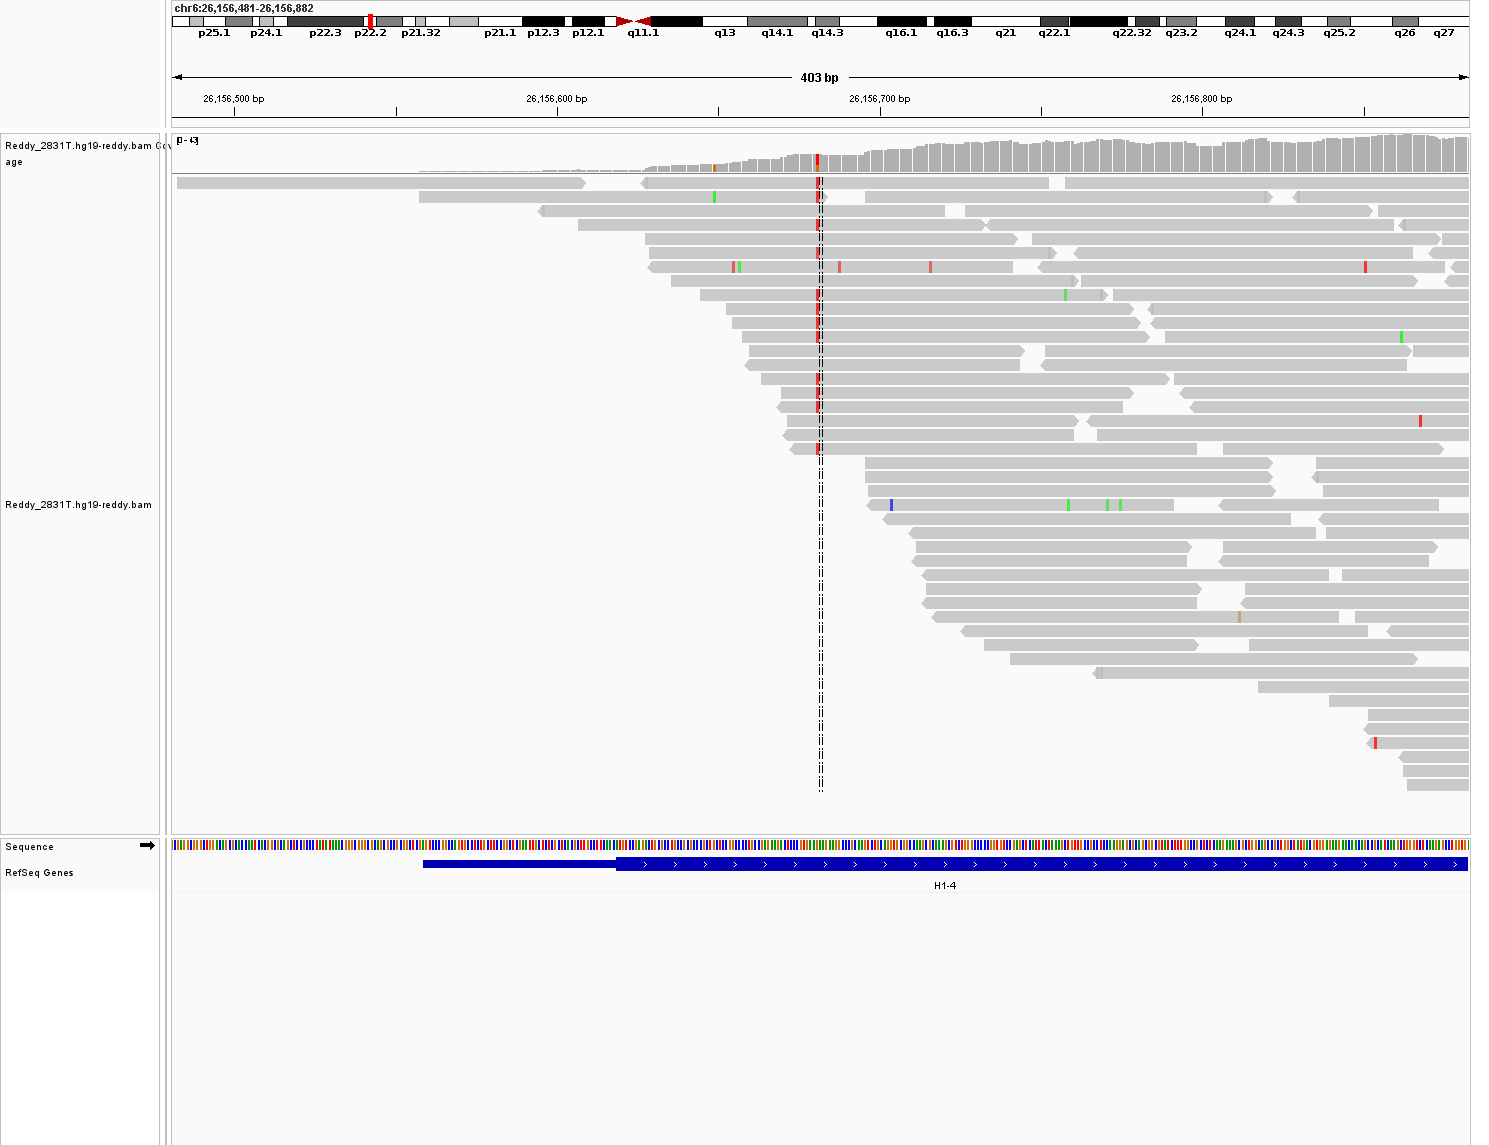 chr6:26,156,481-26,156,882
p25.1 p24.1 p22.3 p22.2 p21.32 p21.1 p12.3 p12.1 q11.1 q13 q14.1 q14.3 q16.1 q16.3 q21 q22.1 q22.32 q23.2 q24.1 q24.3 q25.2 q26 q27
403 bp
26,156,500 bp 26,156,600 bp 26,156,700 bp 26,156,800 bp
[0 - 43]
Reddy_2831T.hg19-reddy.bam Cov
age
Reddy_2831T.hg19-reddy.bam
Sequence
RefSeq Genes
H1-4